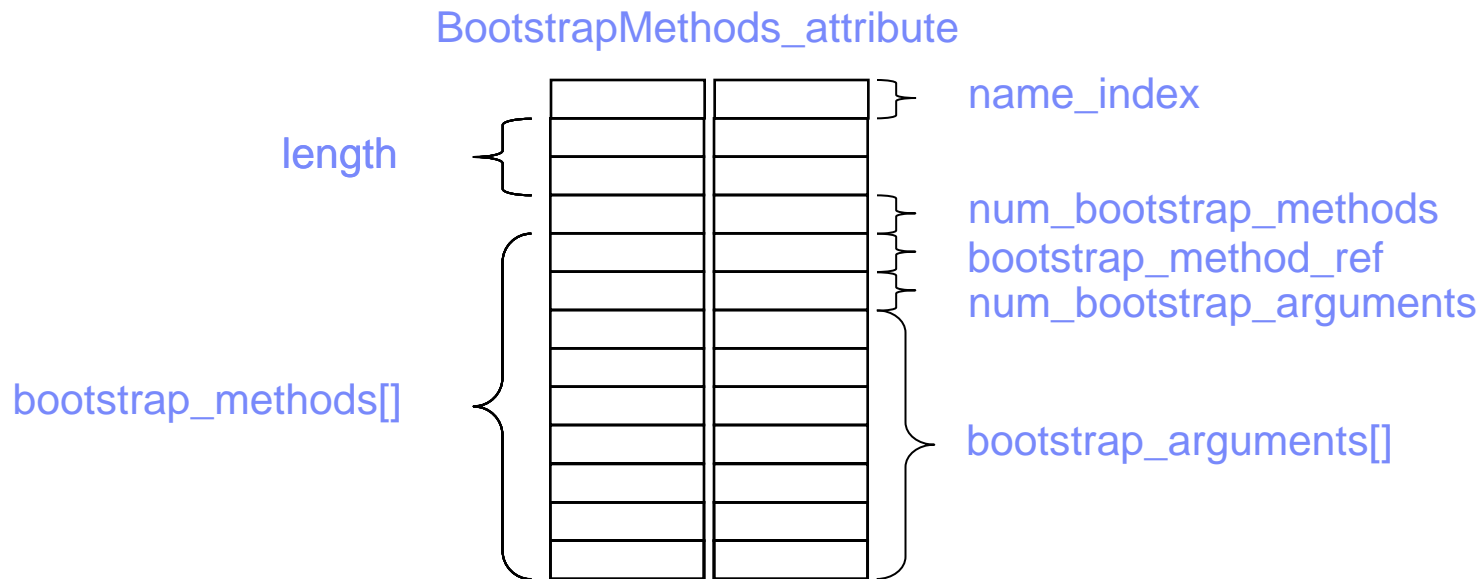 BootstrapMethods_attribute
name_index
length
num_bootstrap_methods
bootstrap_method_ref
num_bootstrap_arguments
bootstrap_methods[]
bootstrap_arguments[]